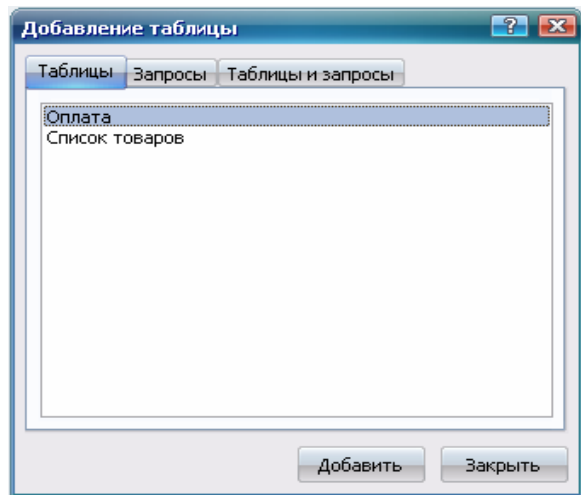 Добавление таблицы
Таблицы Запросы Таблицы и запросы
Оплата
Список товаров
Добавить Закрыть